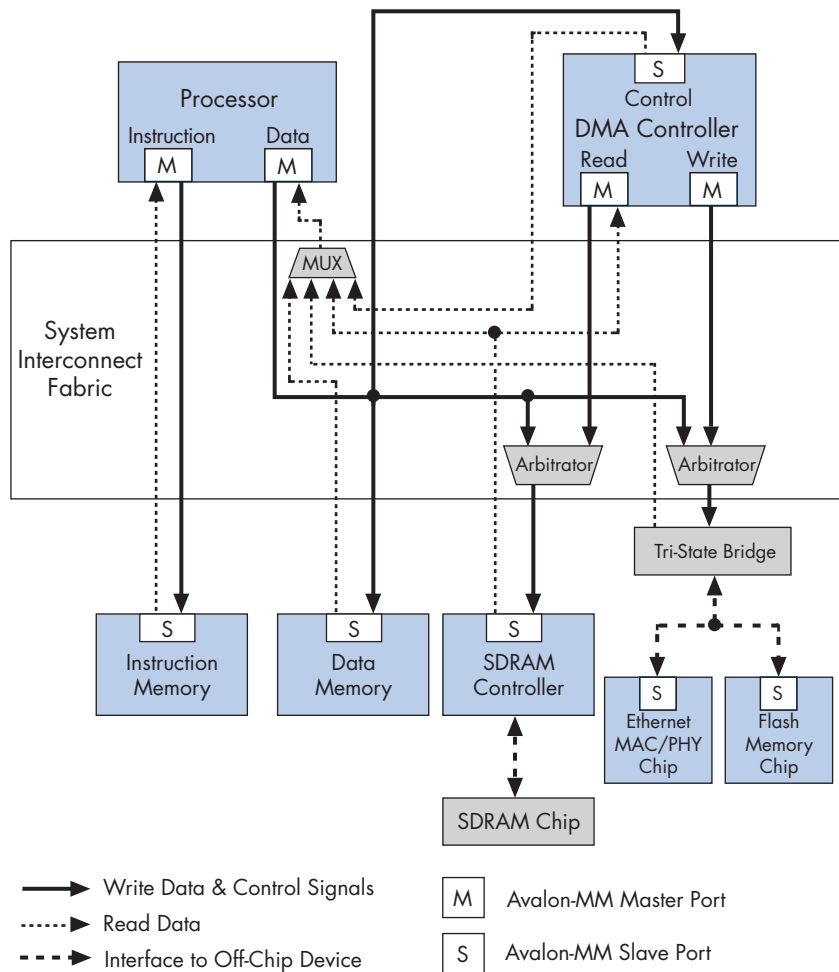 S
Control
DMA Controller
Read
Write
M
M
Processor
Instruction
Data
M
M
MUX
System
Interconnect
Fabric
Arbitrator
Arbitrator
Tri-State Bridge
S
Instruction
Memory
S
Data
Memory
S
SDRAM
Controller
S
Ethernet
MAC/PHY
Chip
S
Flash
Memory
Chip
SDRAM Chip
Write Data & Control Signals
Read Data
Interface to Off-Chip Device
M
Avalon-MM Master Port
S
Avalon-MM Slave Port